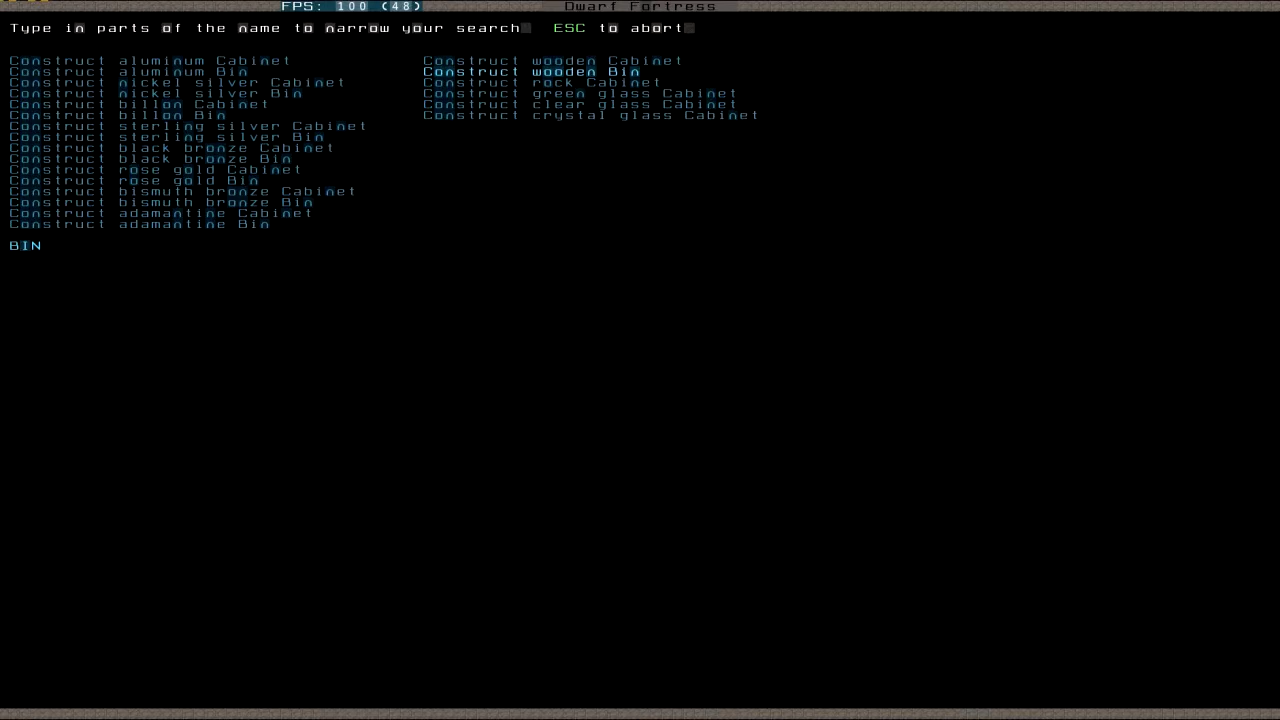 FPS: 100 (48) Dwarf Fortress
Type in parts of the name to narrow your search ESC to abort
Construct aluminum Cabinet
Construct aluminum Bin
Construct nickel silver Cabinet
Construct nickel silver Bin
Construct billon Cabinet
Construct billon Bin
Construct sterling silver Cabinet
Construct sterling silver Bin
Construct black bronze Cabinet
Construct black bronze Bin
Construct rose gold Cabinet
Construct rose gold Bin
Construct bismuth bronze Cabinet
Construct bismuth bronze Bin
Construct adamantine Cabinet
Construct adamantine Bin
Construct wooden Cabinet
Construct wooden Bin
Construct rock Cabinet
Construct green glass Cabinet
Construct clear glass Cabinet
Construct crystal glass Cabinet
BIN